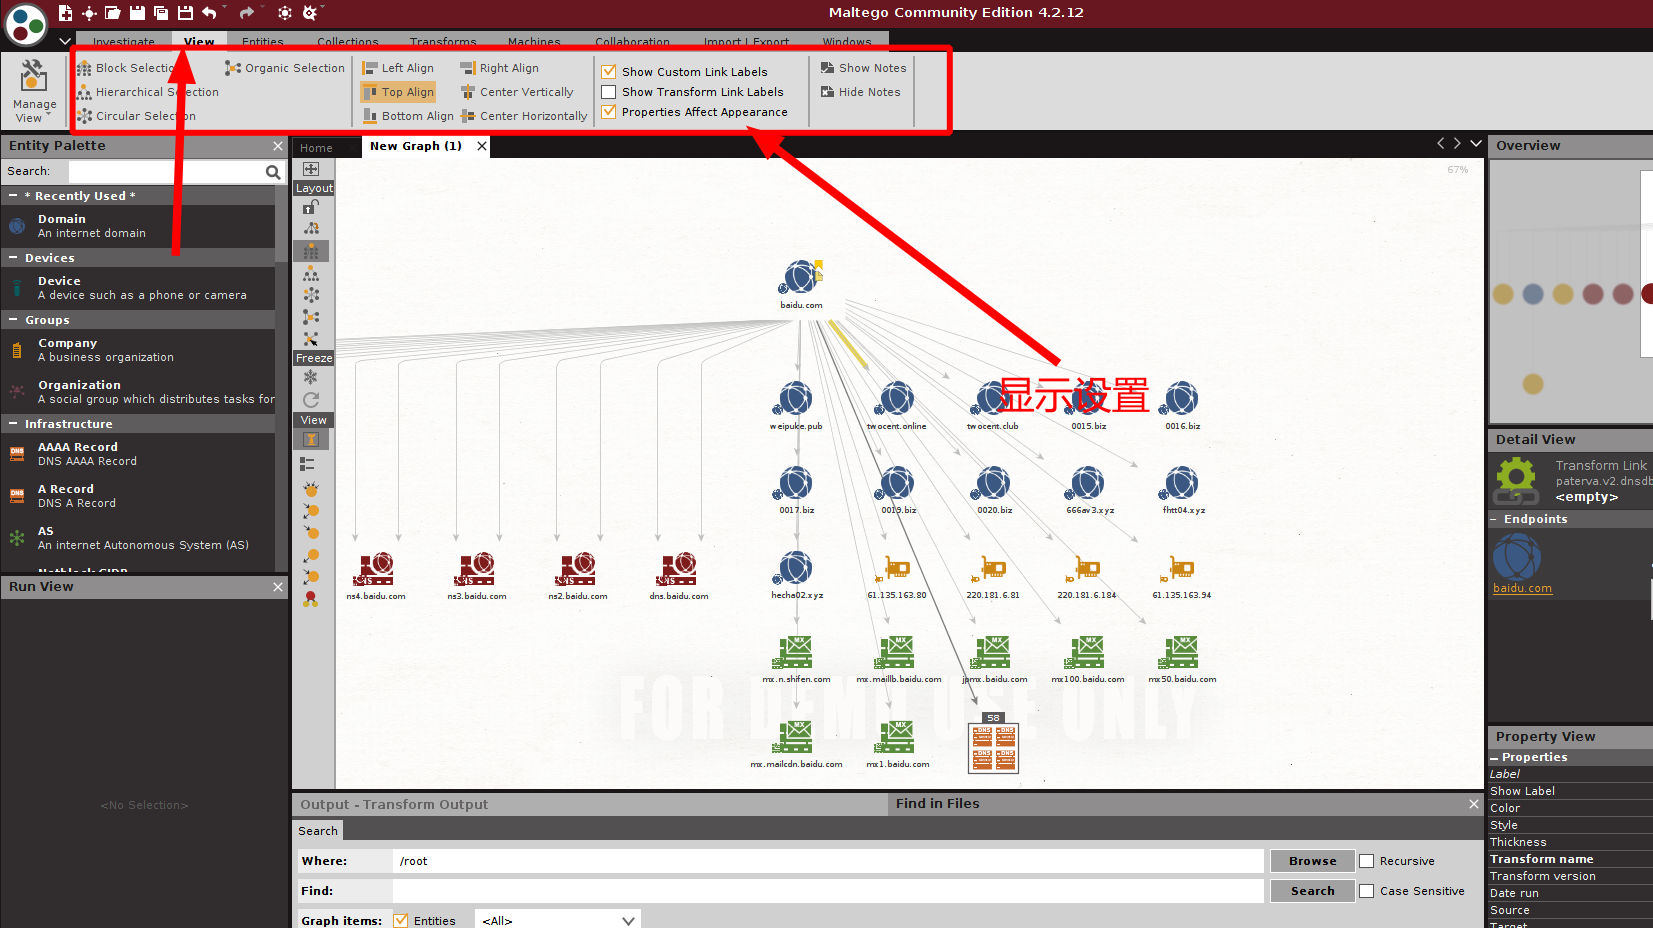 Maltego Community Edition 4.2.12
Investigate View Entities Collections Transforms Machines Collaboration Import | Export Windows
Manage View
Block Selection
Hierarchical Selection
Circular Selection
Organic Selection
Left Align
Top Align
Bottom Align
Right Align
Center Vertically
Center Horizontally
Show Custom Link Labels
Show Transform Link Labels
Properties Affect Appearance
Show Notes
Hide Notes
Entity Palette
Search:
* Recently Used *
Domain
An internet domain
Devices
Device
A device such as a phone or camera
Groups
Company
A business organization
Organization
A social group which distributes tasks for
Infrastructure
AAAA Record
DNS AAAA Record
A Record
DNS A Record
AS
An internet Autonomous System (AS)
Run View
<No Selection>
Home
New Graph (1)
Layout
Freeze
View
67%
baidu.com
显示设置
weipuke.pub twocent.online twocent.club 0015.biz 0016.biz
0017.biz 0019.biz 0020.biz 666av3.xyz fhtt04.xyz
ns4.baidu.com ns3.baidu.com ns2.baidu.com dns.baidu.com hecha02.xyz 61.135.163.80 220.181.6.81 220.181.6.184 61.135.163.94
mx.n.shifen.com mx.maillb.baidu.com jpmx.baidu.com mx100.baidu.com mx50.baidu.com
FOR DEMO USE ONLY
58
mx.mailcdn.baidu.com mx1.baidu.com
Output - Transform Output
Find in Files
Search
Where: /root Browse Recursive
Find: Search Case Sensitive
Graph items: Entities <All>
Overview
Detail View
Transform Link
paterva.v2.dnsdb
<empty>
Endpoints
baidu.com
Property View
Properties
Label
Show Label
Color
Style
Thickness
Transform name
Transform version
Date run
Source
Target